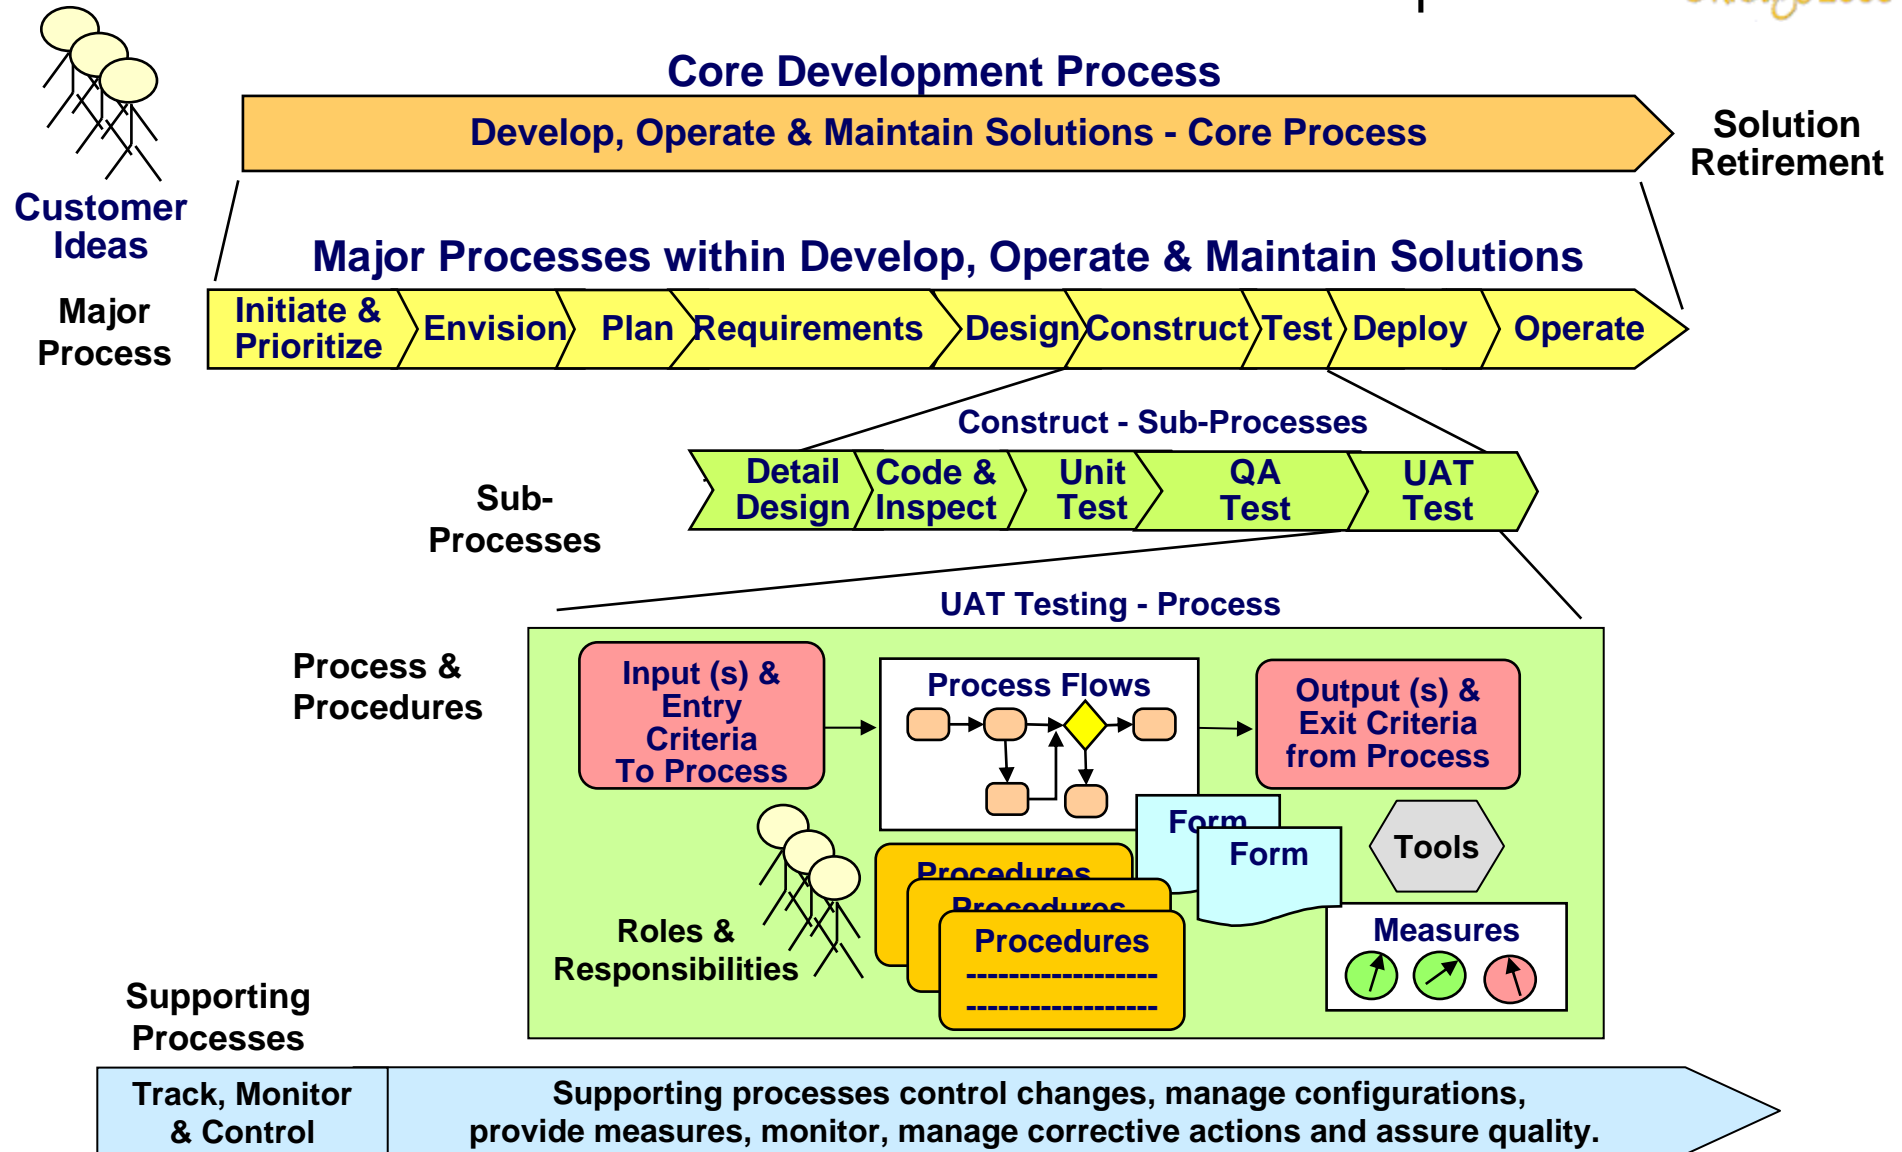 Core Development Process
Develop, Operate & Maintain Solutions - Core Process
Solution
Retirement
Customer
Ideas
Major Processes within Develop, Operate & Maintain Solutions
Major
Process
Initiate &
Prioritize
Envision
Plan
Requirements
Design
Construct
Test
Deploy
Operate
Construct - Sub-Processes
Sub-
Processes
Detail
Design
Code &
Inspect
Unit
Test
QA
Test
UAT
Test
UAT Testing - Process
Process &
Procedures
Input (s) &
Entry
Criteria
To Process
Process Flows
Output (s) &
Exit Criteria
from Process
Form
Form
Tools
Procedures
Procedures
Procedures
------------------
------------------
Roles &
Responsibilities
Measures
Supporting
Processes
Track, Monitor
& Control
Supporting processes control changes, manage configurations,
provide measures, monitor, manage corrective actions and assure quality.